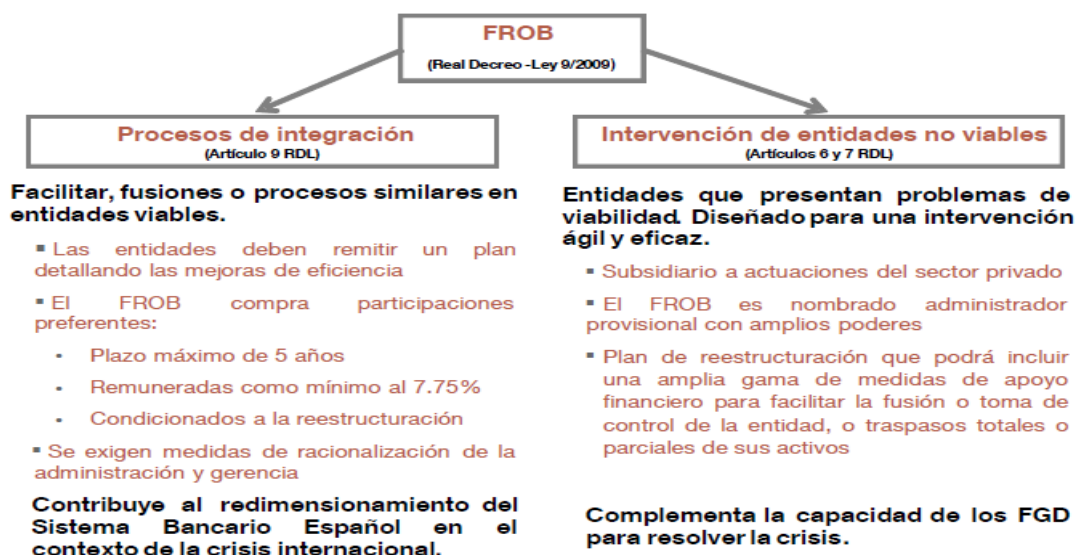 FROB
(Real Decreo -Ley 9/2009)
Procesos de integración
(Artículo 9 RDL)
Facilitar, fusiones o procesos similares en
entidades viables.
▪ Las entidades deben remitir un plan
detallando las mejoras de eficiencia
▪ El FROB compra participaciones
preferentes:
• Plazo máximo de 5 años
• Remuneradas como mínimo al 7.75%
• Condicionados a la reestructuración
▪ Se exigen medidas de racionalización de la
administración y gerencia
Contribuye al redimensionamiento del
Sistema Bancario Español en el
contexto de la crisis internacional.
Intervención de entidades no viables
(Artículos 6 y 7 RDL)
Entidades que presentan problemas de
viabilidad. Diseñado para una intervención
ágil y eficaz.
▪ Subsidiario a actuaciones del sector privado
▪ El FROB es nombrado administrador
provisional con amplios poderes
▪ Plan de reestructuración que podrá incluir
una amplia gama de medidas de apoyo
financiero para facilitar la fusión o toma de
control de la entidad, o traspasos totales o
parciales de sus activos
Complementa la capacidad de los FGD
para resolver la crisis.